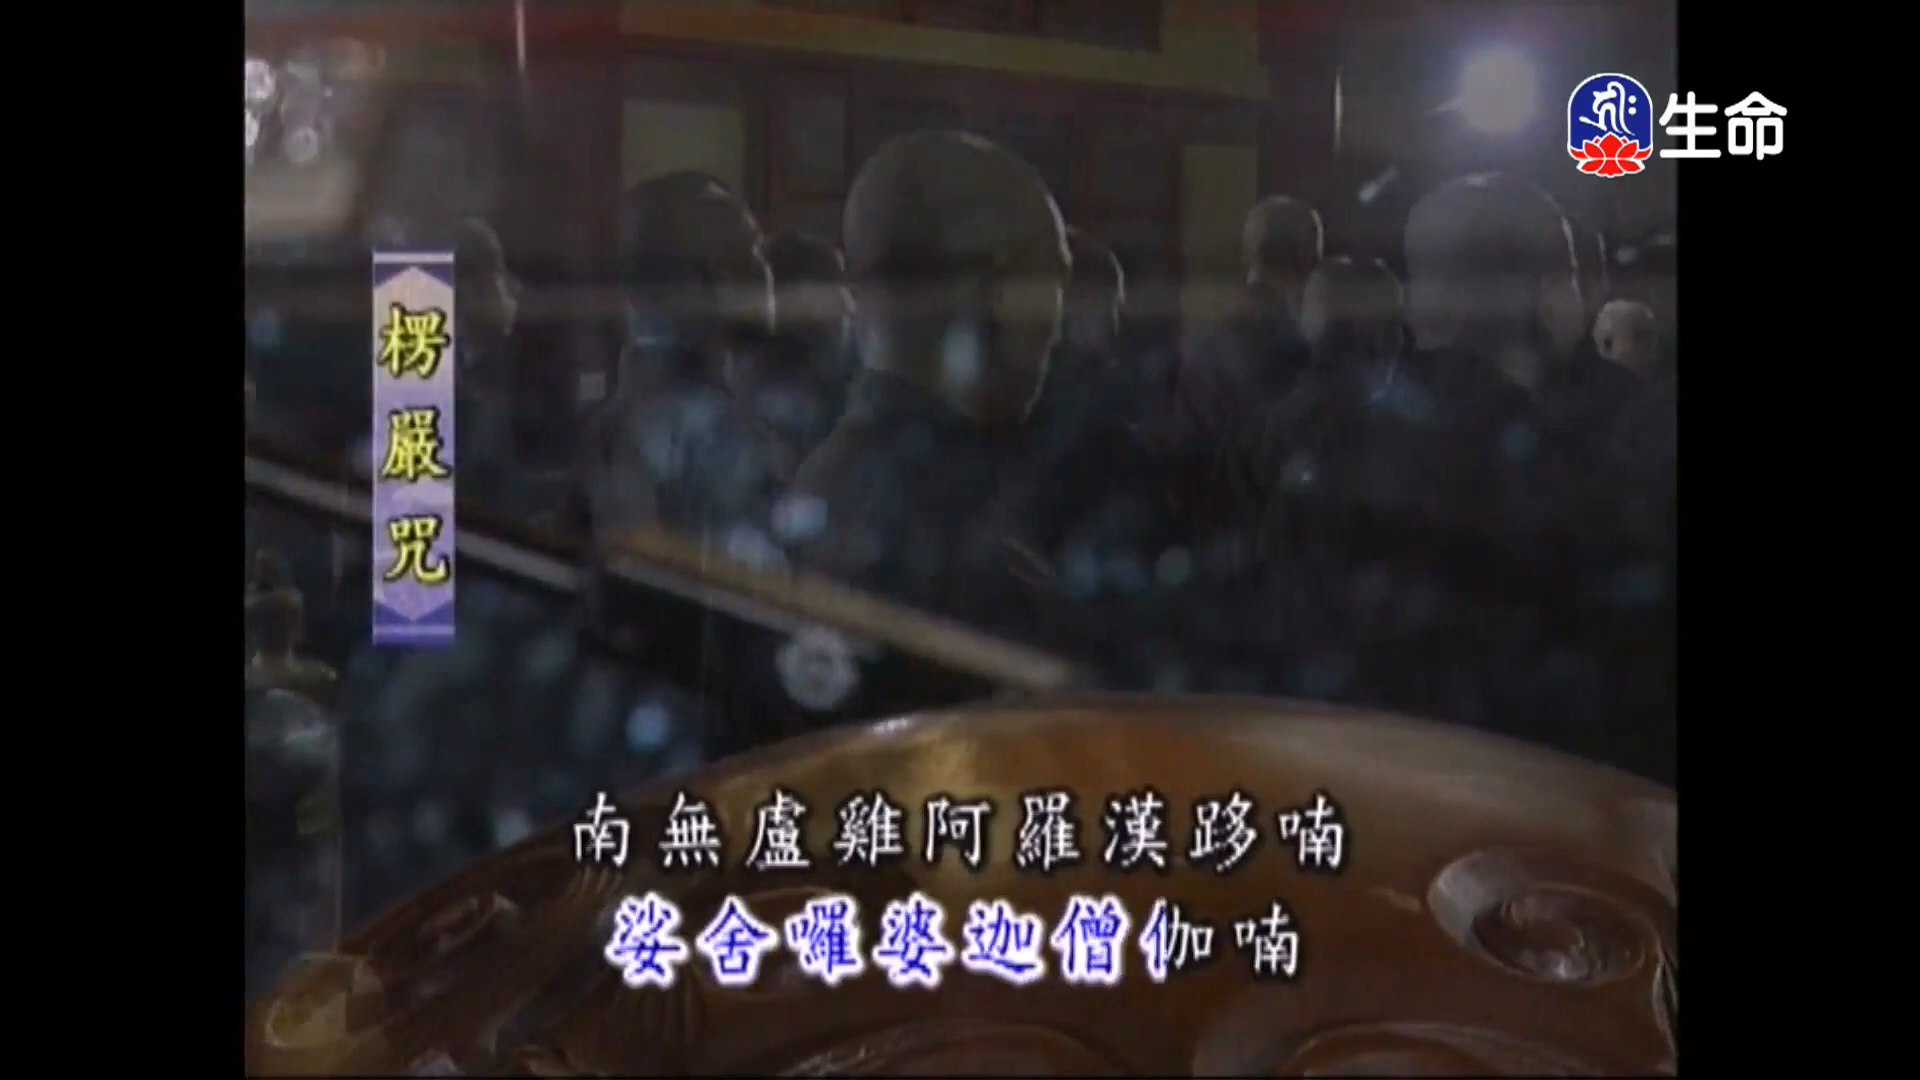 生命
楞嚴咒
南無盧雞阿羅漢跢喃
娑舍囉婆迦僧伽喃